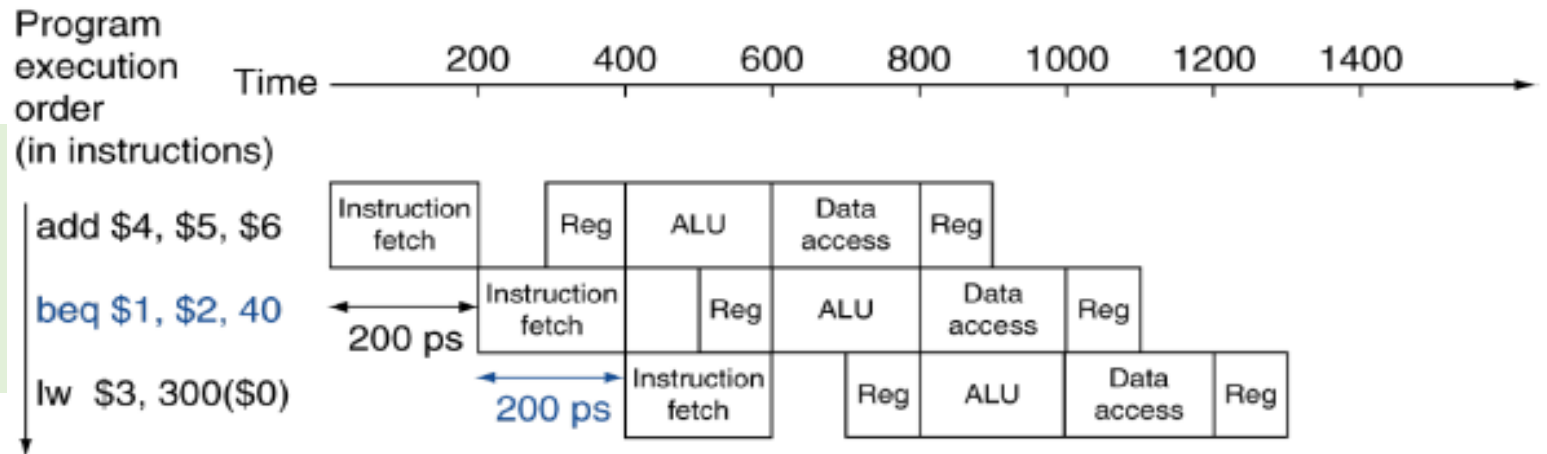 Program
execution
order
(in instructions)
Time
200 400 600 800 1000 1200 1400
add $4, $5, $6
Instruction
fetch
Reg
ALU
Data
access
Reg
beq $1, $2, 40
200 ps
Instruction
fetch
Reg
ALU
Data
access
Reg
lw $3, 300($0)
200 ps
Instruction
fetch
Reg
ALU
Data
access
Reg